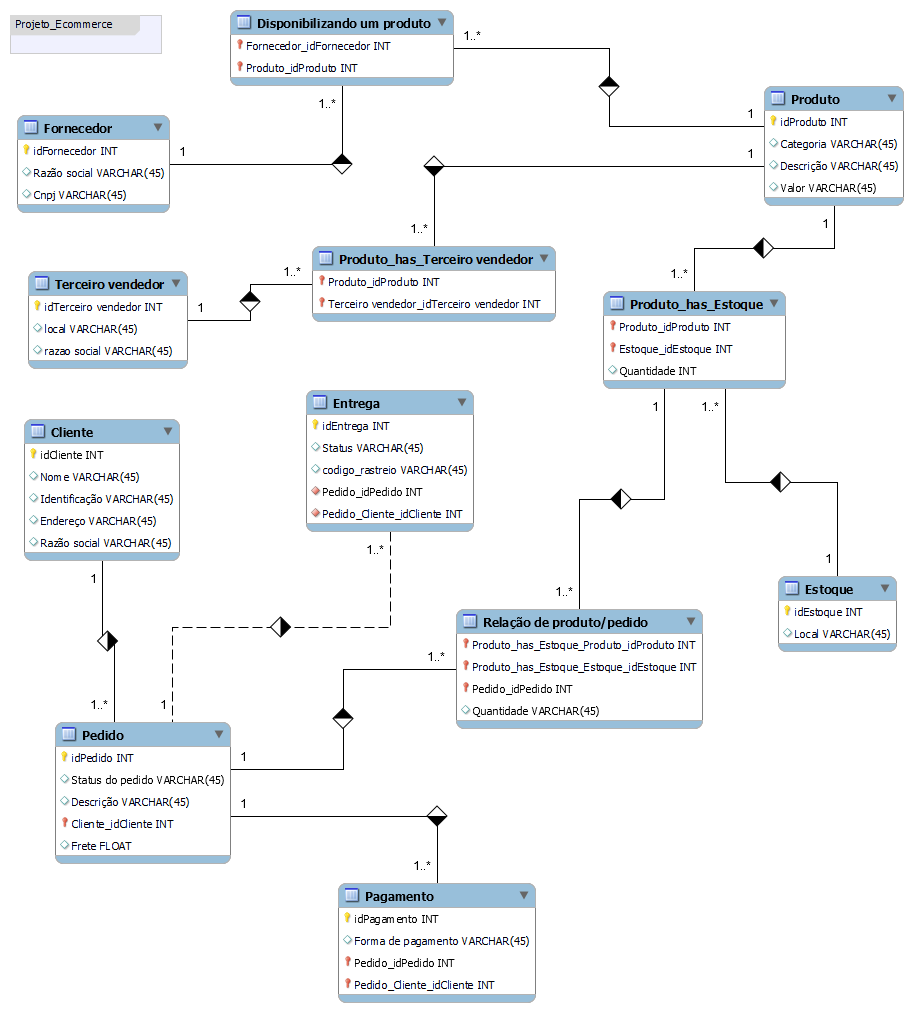 Projeto_Ecommerce
Disponibilizando um produto
Fornecedor_idFornecedor INT
Produto_idProduto INT
1..*
1..*
1
Produto
idProduto INT
Categoria VARCHAR(45)
Descrição VARCHAR(45)
Valor VARCHAR(45)
Fornecedor
idFornecedor INT
Razão social VARCHAR(45)
Cnpj VARCHAR(45)
1
1
1
1..*
Produto_has_Terceiro vendedor
Produto_idProduto INT
Terceiro vendedor_idTerceiro vendedor INT
1..*
Terceiro vendedor
idTerceiro vendedor INT
local VARCHAR(45)
razao social VARCHAR(45)
1
1..*
Produto_has_Estoque
Produto_idProduto INT
Estoque_idEstoque INT
Quantidade INT
1
1..*
Entrega
idEntrega INT
Status VARCHAR(45)
codigo_rastreio VARCHAR(45)
Pedido_idPedido INT
Pedido_Cliente_idCliente INT
1..*
Cliente
idCliente INT
Nome VARCHAR(45)
Identificação VARCHAR(45)
Endereço VARCHAR(45)
Razão social VARCHAR(45)
1
1
Estoque
idEstoque INT
Local VARCHAR(45)
1..*
Relação de produto/pedido
Produto_has_Estoque_Produto_idProduto INT
Produto_has_Estoque_Estoque_idEstoque INT
Pedido_idPedido INT
Quantidade VARCHAR(45)
1..*
1..*
1
Pedido
idPedido INT
Status do pedido VARCHAR(45)
Descrição VARCHAR(45)
Cliente_idCliente INT
Frete FLOAT
1
1
1..*
Pagamento
idPagamento INT
Forma de pagamento VARCHAR(45)
Pedido_idPedido INT
Pedido_Cliente_idCliente INT